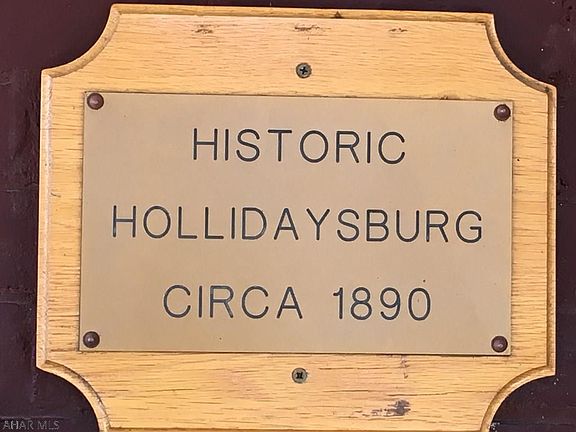 HISTORIC
HOLLIDAYSBURG
CIRCA 1890
AHAR MLS